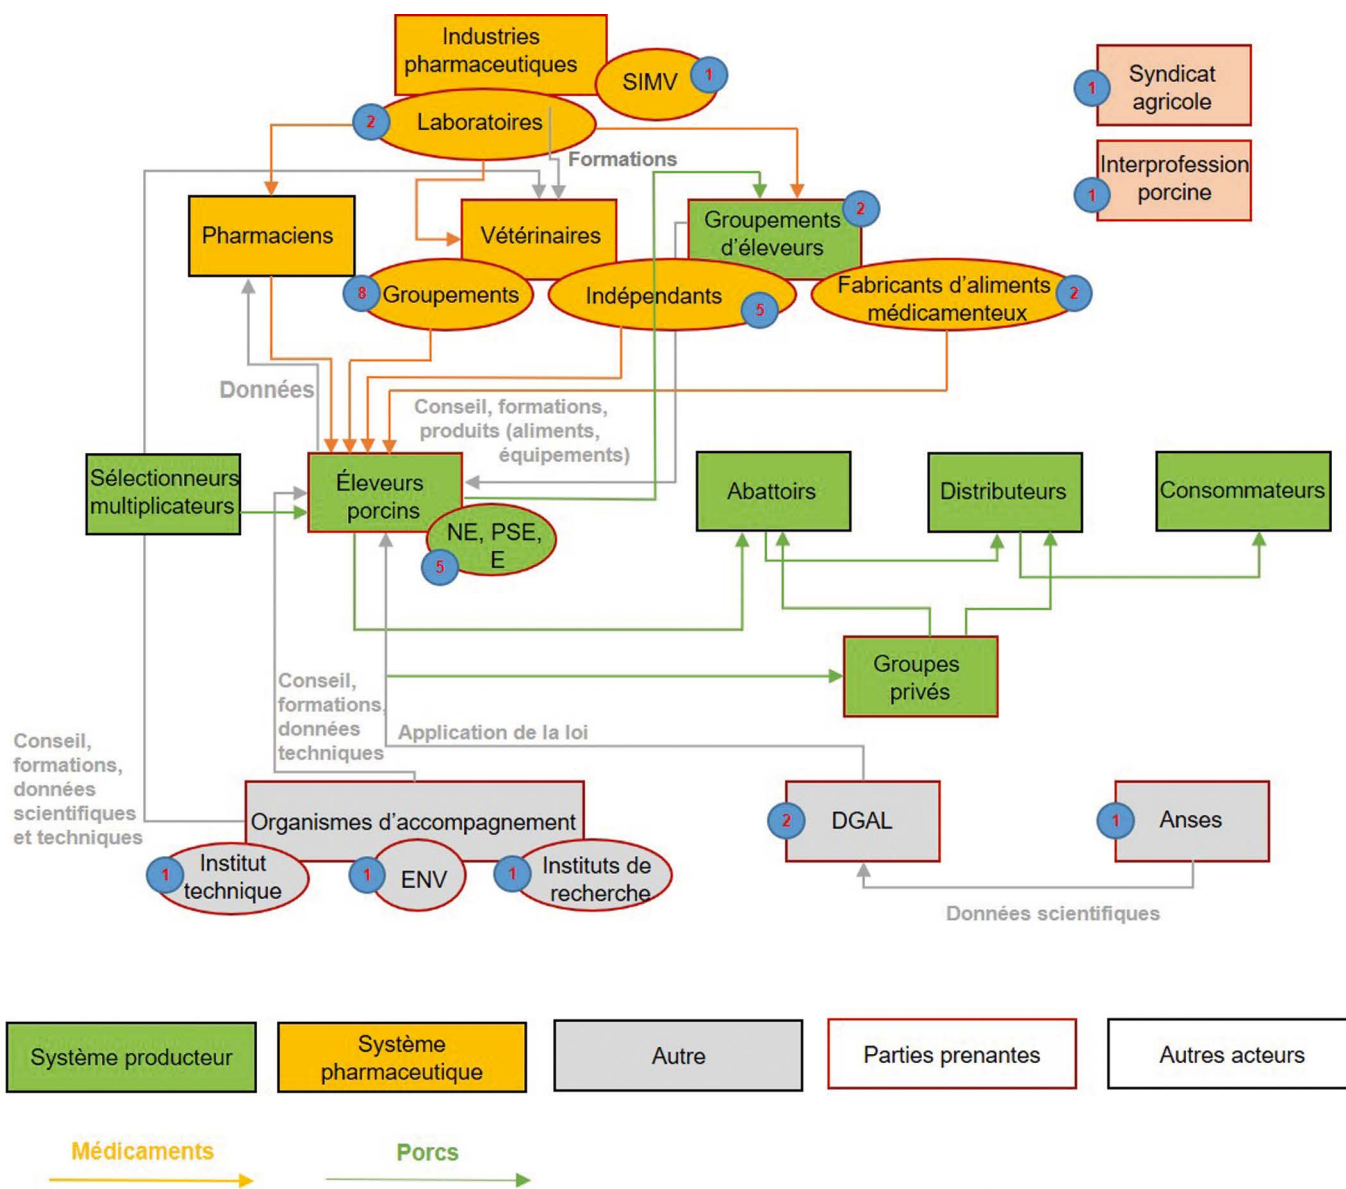 Industries
pharmaceutiques
SIMV
1
2
Laboratoires
Formations
1
Syndicat
agricole
Interprofession
1
porcine
Pharmaciens
Vétérinaires
Groupements
d'éleveurs
2
8
Groupements
Indépendants
5
Fabricants d'aliments
médicamenteux
2
Données
Conseil, formations,
produits (aliments,
équipements)
Sélectionneurs
multiplicateurs
Éleveurs
porcins
NE, PSE,
E
5
Abattoirs
Distributeurs
Consommateurs
Groupes
privés
Conseil,
formations,
données
techniques
Application de la loi
Conseil,
formations,
données
scientifiques
et techniques
Organismes d'accompagnement
1
Institut
technique
1
ENV
1
Instituts de
recherche
2
DGAL
1
Anses
Données scientifiques
Système producteur
Système
pharmaceutique
Autre
Parties prenantes
Autres acteurs
Médicaments
Porcs